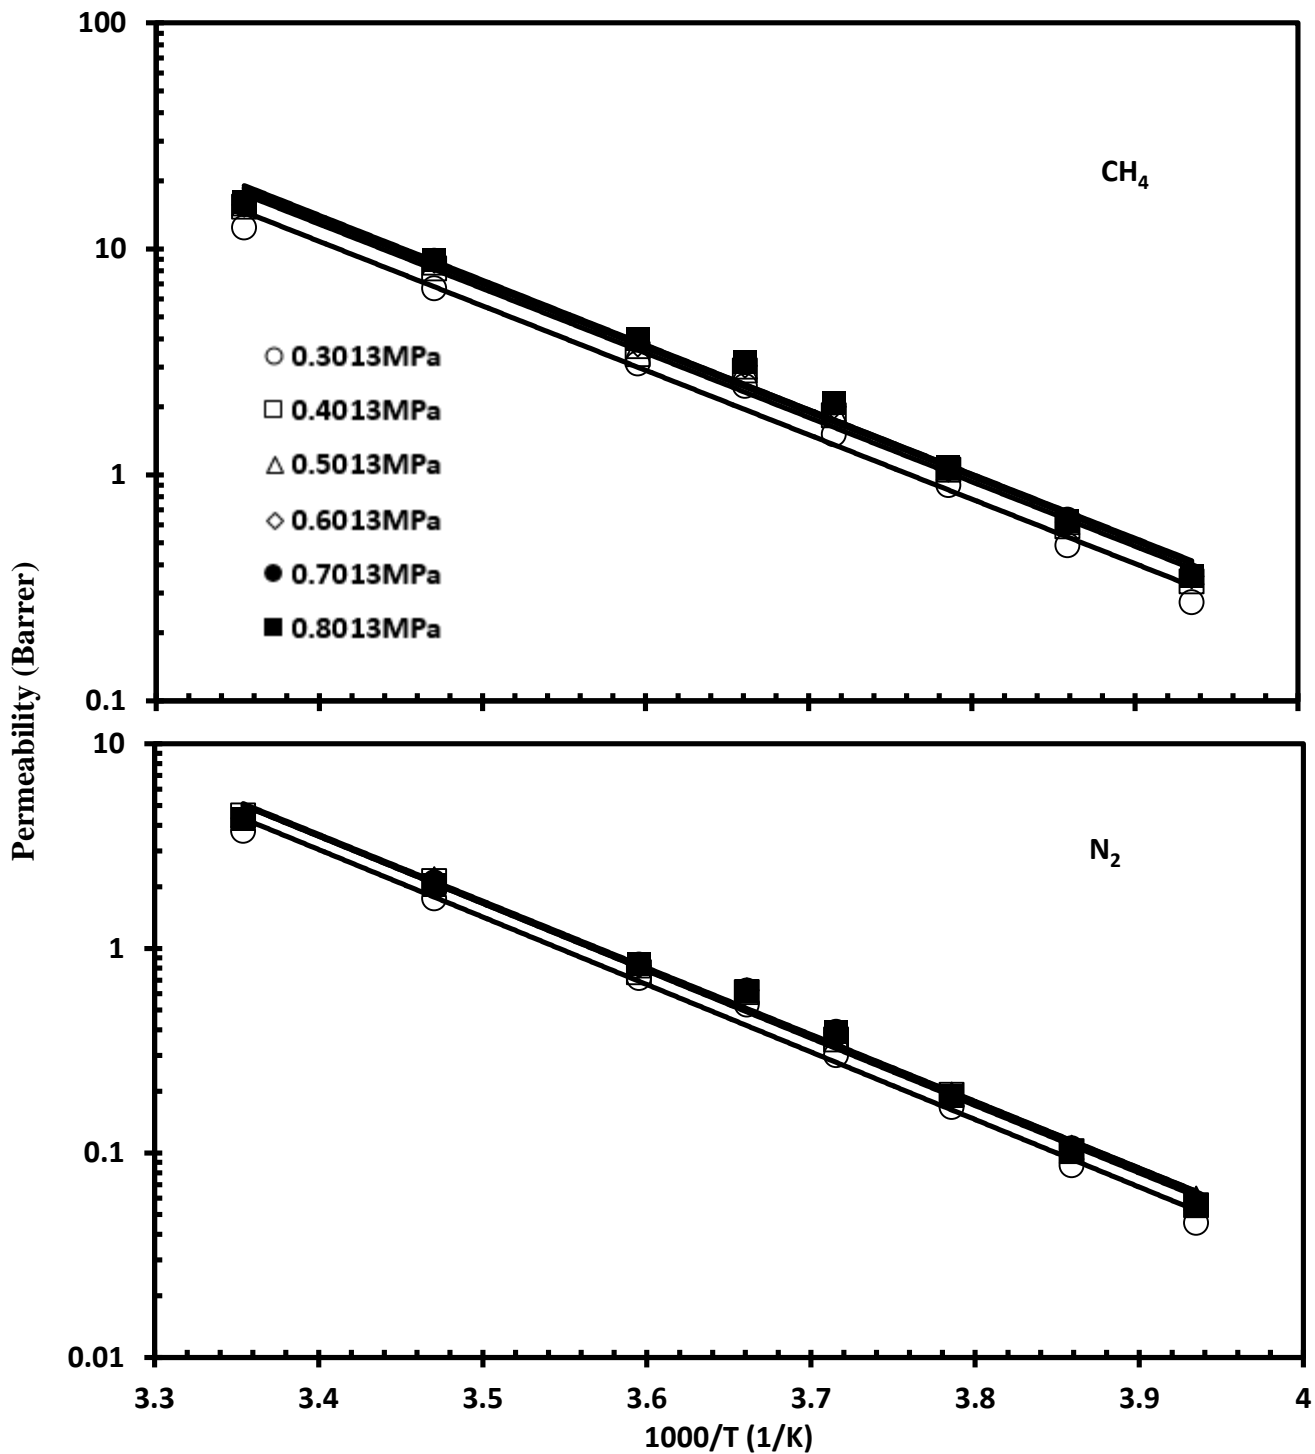 100
CH4
10
0.3013MPa
0.4013MPa
1
0.5013MPa
0.6013MPa
0.7013MPa
0.8013MPa
0.1
Permeability (Barrer)
10
N2
1
0.1
0.01
3.3 3.4 3.5 3.6 3.7 3.8 3.9 4
1000/T (1/K)